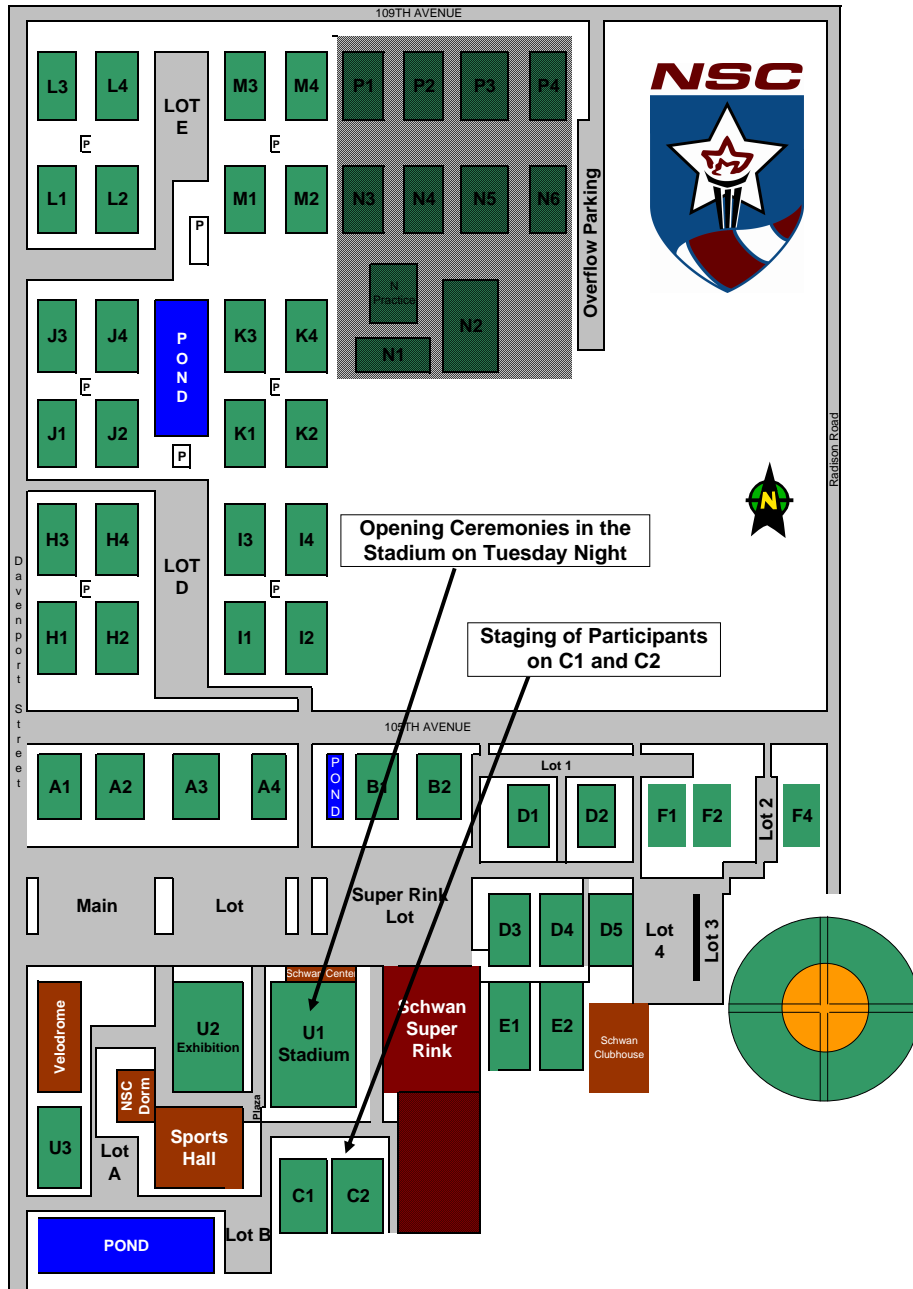 109TH AVENUE
L3
L4
LOT
E
M3
M4
P1
P2
P3
P4
NSC
P
P
L1
L2
M1
M2
N3
N4
N5
N6
P
Overflow Parking
N
Practice
N2
N1
J3
J4
P
O
N
D
K3
K4
P
P
J1
J2
K1
K2
P
Radison Road
N
H3
H4
LOT
D
I3
I4
Opening Ceremonies in the
Stadium on Tuesday Night
P
P
Davenport Street
H1
H2
I1
I2
Staging of Participants
on C1 and C2
105TH AVENUE
A1
A2
A3
A4
P
O
N
D
B1
B2
Lot 1
D1
D2
F1
F2
Lot 2
F4
Main
Lot
Super Rink
Lot
D3
D4
D5
Lot
4
Lot 3
Schwan Center
Velodrome
U2
Exhibition
U1
Stadium
Schwan
Super
Rink
E1
E2
Schwan
Clubhouse
NSC
Dorm
Plaza
U3
Lot
A
Sports
Hall
C1
C2
POND
Lot B